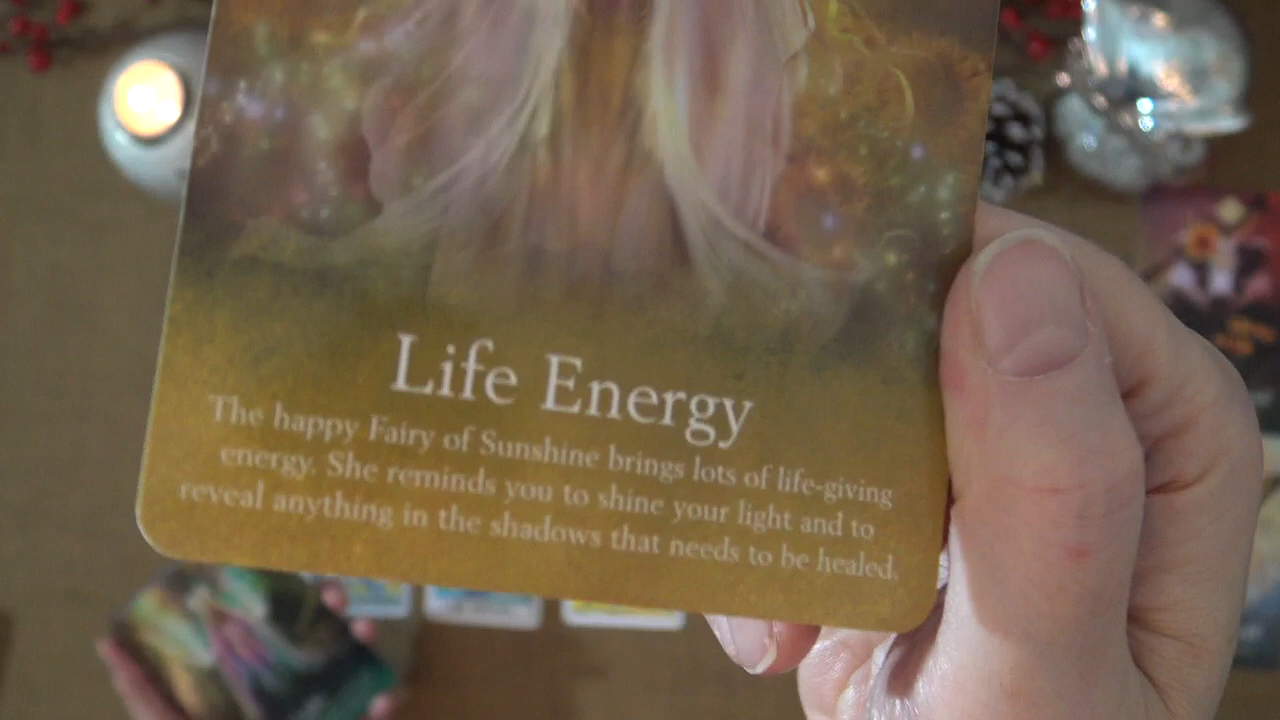 Life Energy
The happy Fairy of Sunshine brings lots of life-giving
energy. She reminds you to shine your light and to
reveal anything in the shadows that needs to be healed.